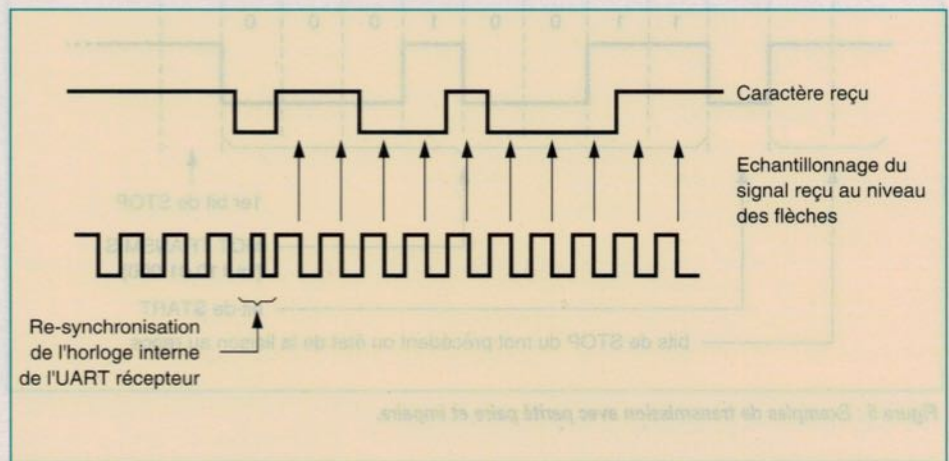 Caractère reçu
Echantillonnage du
signal reçu au niveau
des flèches
Re-synchronisation
de l'horloge interne
de l'UART récepteur